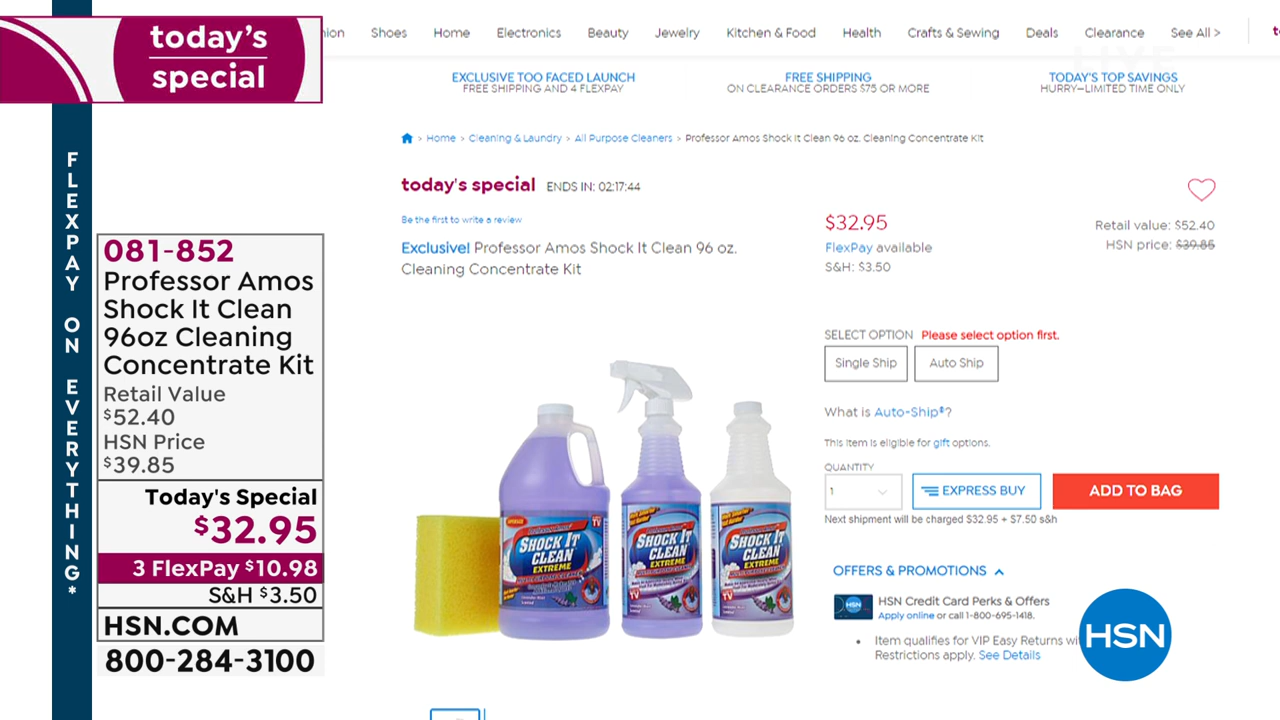 today's
special
FLEXPAY ON EVERYTHING*
081-852
Professor Amos
Shock It Clean
96oz Cleaning
Concentrate Kit
Retail Value
$52.40
HSN Price
$39.85
Today's Special
$32.95
3 FlexPay $10.98
S&H $3.50
HSN.COM
800-284-3100
Shoes Home Electronics Beauty Jewelry Kitchen & Food Health Crafts & Sewing Deals Clearance See All >
EXCLUSIVE TOO FACED LAUNCH
FREE SHIPPING AND 4 FLEXPAY
FREE SHIPPING
ON CLEARANCE ORDERS $75 OR MORE
TODAY'S TOP SAVINGS
HURRY—LIMITED TIME ONLY
> Home > Cleaning & Laundry > All Purpose Cleaners > Professor Amos Shock It Clean 96 oz. Cleaning Concentrate Kit
today's special ENDS IN: 02:17:44
Be the first to write a review
Exclusive! Professor Amos Shock It Clean 96 oz.
Cleaning Concentrate Kit
$32.95
FlexPay available
S&H: $3.50
Retail value: $52.40
HSN price: $39.85
SELECT OPTION Please select option first.
Single Ship Auto Ship
What is Auto-Ship®?
This item is eligible for gift options.
QUANTITY
1
EXPRESS BUY
ADD TO BAG
Next shipment will be charged $32.95 + $7.50 s&h
OFFERS & PROMOTIONS
HSN
HSN Credit Card Perks & Offers
Apply online or call 1-800-695-1418.
• Item qualifies for VIP Easy Returns
Restrictions apply. See Details
HSN
SHOCK IT
CLEAN
EXTREME
SHOCK IT
CLEAN
EXTREME
SHOCK IT
CLEAN
EXTREME